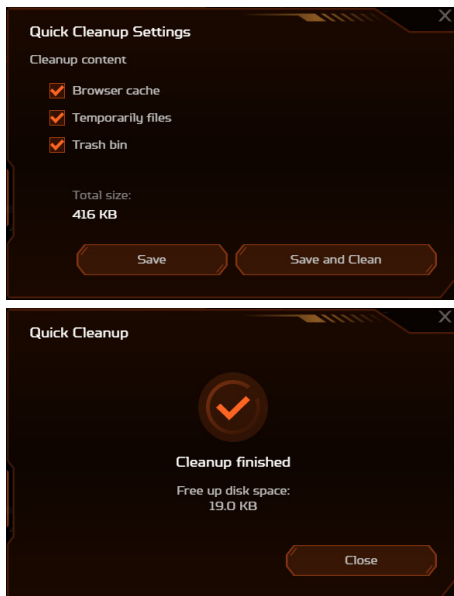 Quick Cleanup Settings
Cleanup content
Browser cache
Temporarily files
Trash bin
Total size:
416 KB
Save
Save and Clean
Quick Cleanup
Cleanup finished
Free up disk space:
19.0 KB
Close